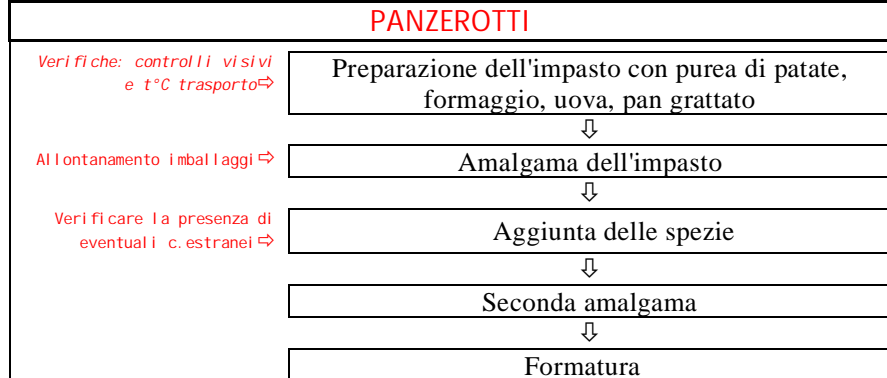 PANZEROTTI
Verifiche: controlli visivi
e t°C trasporto⇨
Preparazione dell'impasto con purea di patate,
formaggio, uova, pan grattato
⇩
Allontanamento imballaggi⇨
Amalgama dell'impasto
⇩
Verificare la presenza di
eventuali c.estranei⇨
Aggiunta delle spezie
⇩
Seconda amalgama
⇩
Formatura